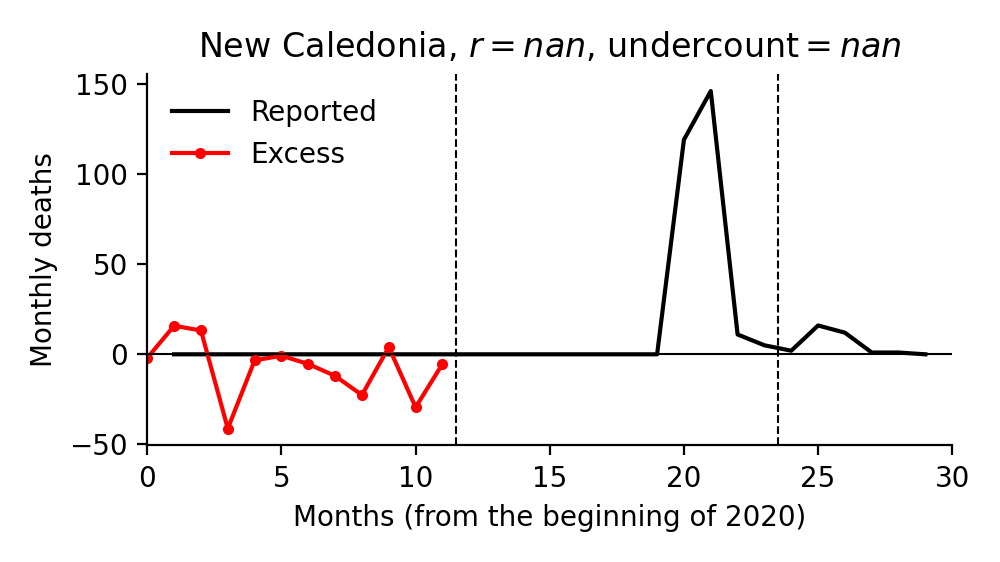 New Caledonia, r = nan, undercount = nan
150
100
50
0
−50
Monthly deaths
Reported
Excess
0 5 10 15 20 25 30
Months (from the beginning of 2020)